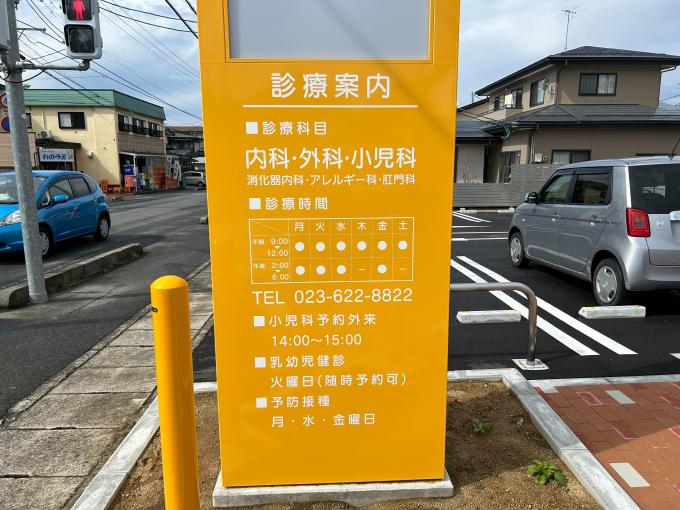 診療案内
■診療科目
内科・外科・小児科
消化器内科・アレルギー科・肛門科
■診療時間
月 火 水 木 金 土
午前 9:00▼12:00 ● ● ● ● ● ●
午後 2:00▼6:00 ● ● ● － ● －
TEL 023-622-8822
■小児科予約外来
14:00～15:00
■乳幼児健診
火曜日(随時予約可)
■予防接種
月・水・金曜日